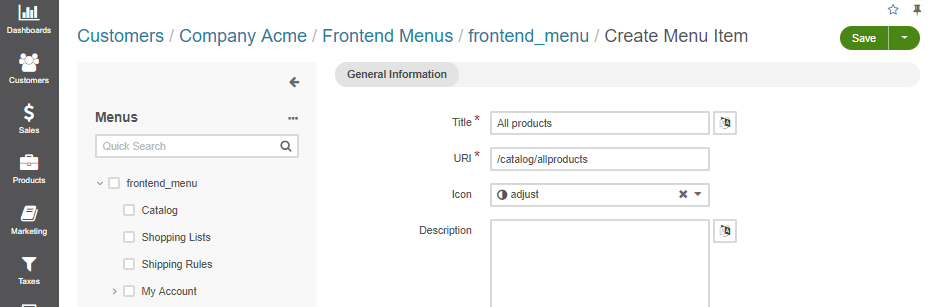 Dashboards
Customers
Sales
Products
Marketing
Taxes
Customers / Company Acme / Frontend Menus / frontend_menu / Create Menu Item
Save
Menus
Quick Search
frontend_menu
Catalog
Shopping Lists
Shipping Rules
My Account
General Information
Title * All products
URI * /catalog/allproducts
Icon adjust
Description